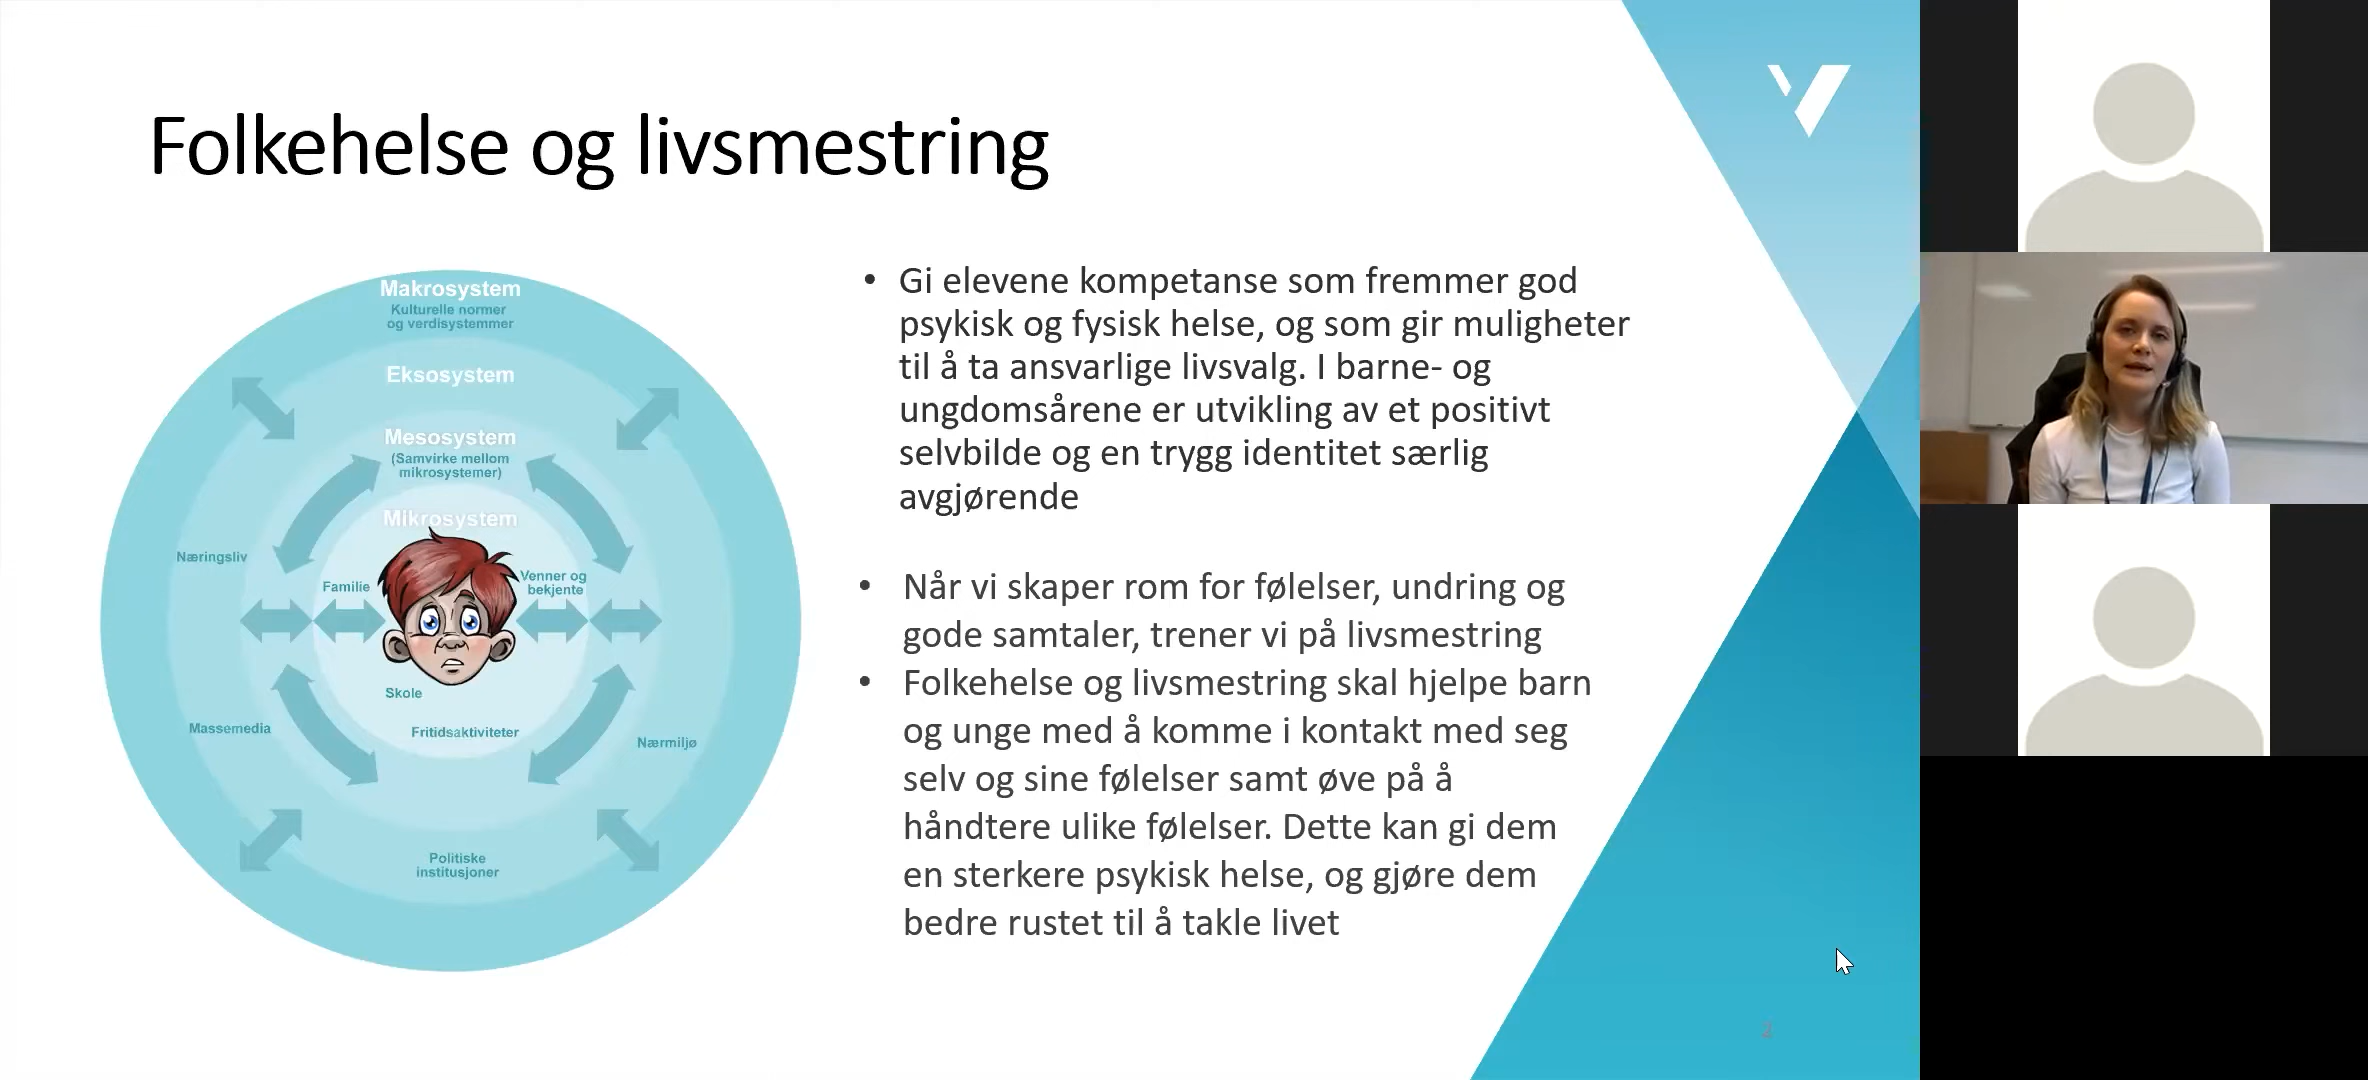 Folkehelse og livsmestring
Makrosystem
Kulturelle normer
og verdisystemmer
Eksosystem
Mesosystem
(Samvirke mellom
mikrosystemer)
Mikrosystem
Næringsliv
Familie
Venner og
bekjente
Skole
Massemedia
Fritidsaktiviteter
Nærmiljø
Politiske
institusjoner
• Gi elevene kompetanse som fremmer god
psykisk og fysisk helse, og som gir muligheter
til å ta ansvarlige livsvalg. I barne- og
ungdomsårene er utvikling av et positivt
selvbilde og en trygg identitet særlig
avgjørende
• Når vi skaper rom for følelser, undring og
gode samtaler, trener vi på livsmestring
• Folkehelse og livsmestring skal hjelpe barn
og unge med å komme i kontakt med seg
selv og sine følelser samt øve på å
håndtere ulike følelser. Dette kan gi dem
en sterkere psykisk helse, og gjøre dem
bedre rustet til å takle livet
2